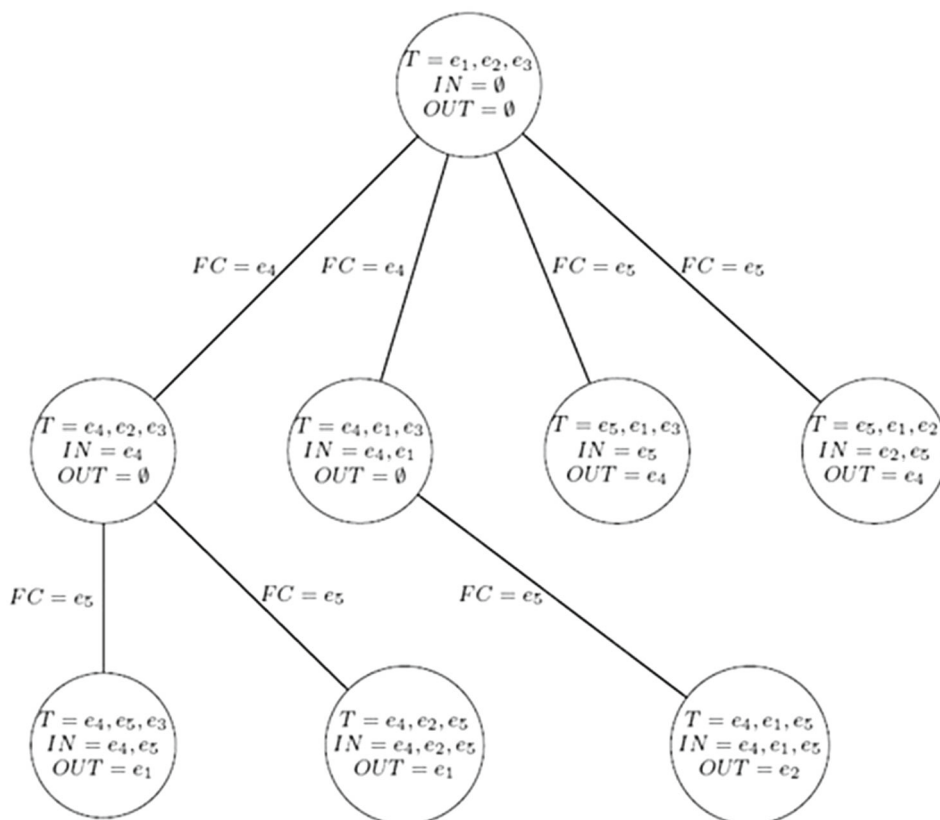 T = e₁, e₂, e₃
IN = ∅
OUT = ∅
FC = e₄
FC = e₄
FC = e₅
FC = e₅
T = e₄, e₂, e₃
IN = e₄
OUT = ∅
T = e₄, e₁, e₃
IN = e₄, e₁
OUT = ∅
T = e₅, e₁, e₃
IN = e₅
OUT = e₄
T = e₅, e₁, e₂
IN = e₂, e₅
OUT = e₄
FC = e₅
FC = e₅
FC = e₅
T = e₄, e₅, e₃
IN = e₄, e₅
OUT = e₁
T = e₄, e₂, e₅
IN = e₄, e₂, e₅
OUT = e₁
T = e₄, e₁, e₅
IN = e₄, e₁, e₅
OUT = e₂